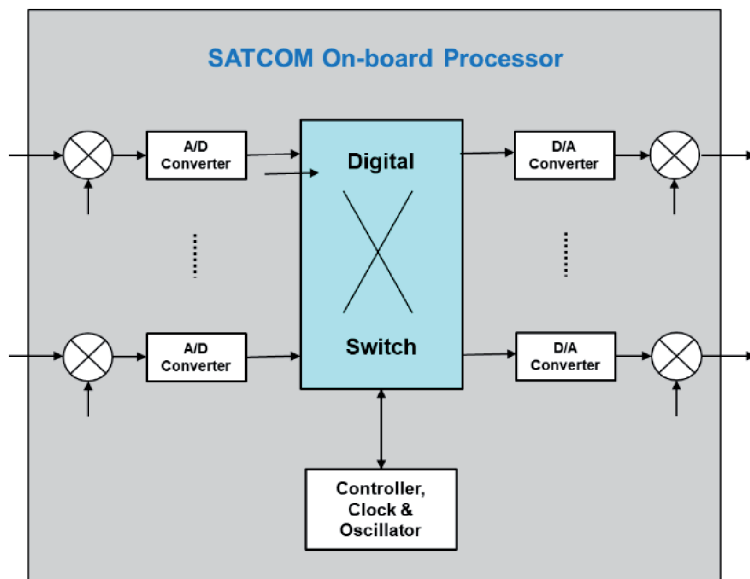 SATCOM On-board Processor
A/D
Converter
Digital
D/A
Converter
A/D
Converter
Switch
D/A
Converter
Controller,
Clock &
Oscillator